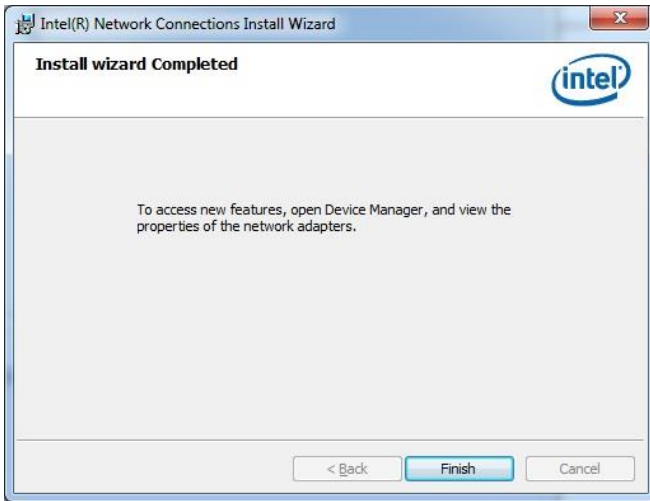 Intel(R) Network Connections Install Wizard
Install wizard Completed
intel
To access new features, open Device Manager, and view the
properties of the network adapters.
< Back
Finish
Cancel